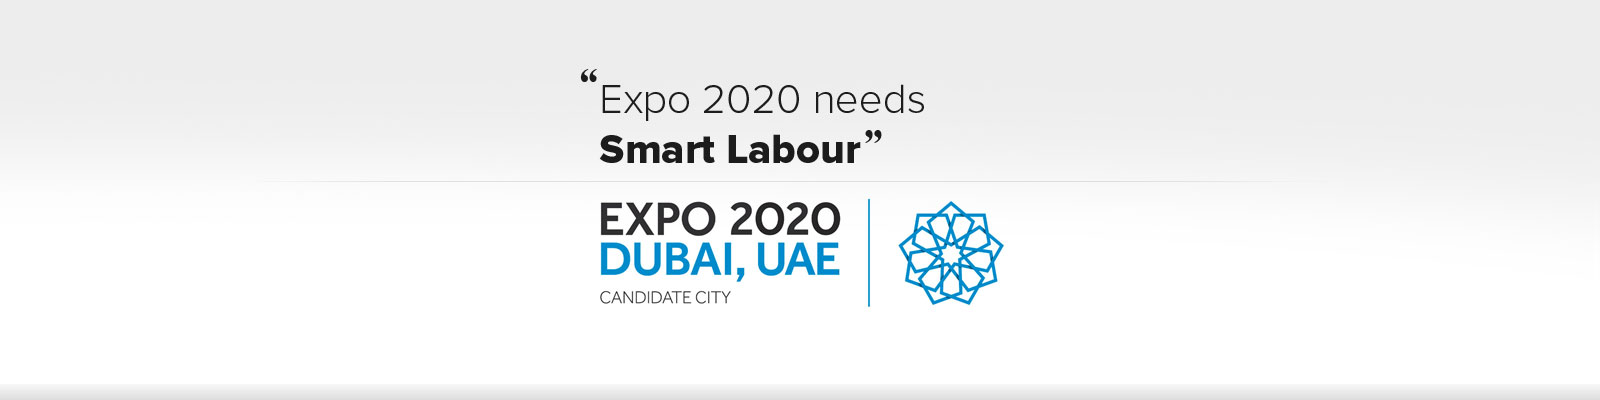 “Expo 2020 needs
Smart Labour”
EXPO 2020
DUBAI, UAE
CANDIDATE CITY